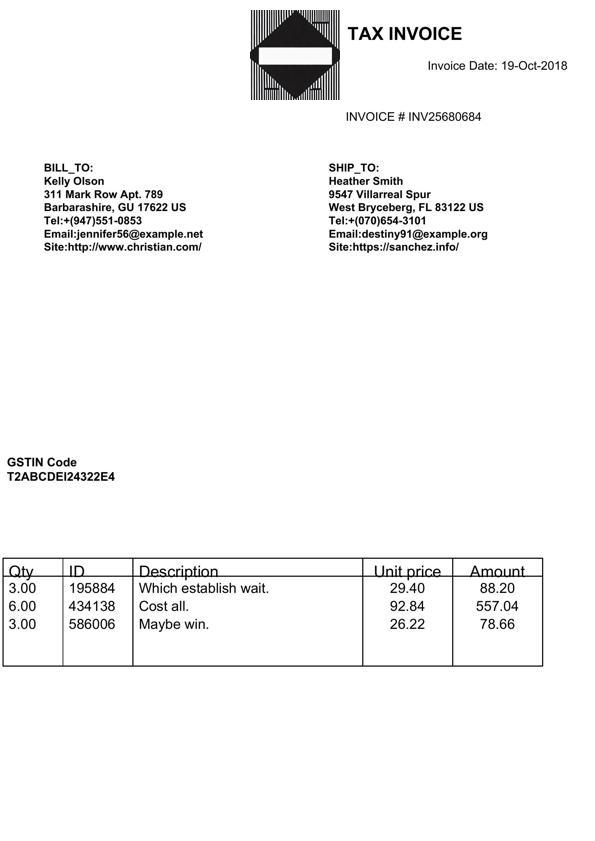 TAX INVOICE
Invoice Date: 19-Oct-2018
INVOICE # INV25680684
BILL_TO:
Kelly Olson
311 Mark Row Apt. 789
Barbarashire, GU 17622 US
Tel:+(947)551-0853
Email:jennifer56@example.net
Site:http://www.christian.com/
SHIP_TO:
Heather Smith
9547 Villarreal Spur
West Bryceberg, FL 83122 US
Tel:+(070)654-3101
Email:destiny91@example.org
Site:https://sanchez.info/
GSTIN Code
T2ABCDEI24322E4
Qty ID Description Unit price Amount
3.00 195884 Which establish wait. 29.40 88.20
6.00 434138 Cost all. 92.84 557.04
3.00 586006 Maybe win. 26.22 78.66